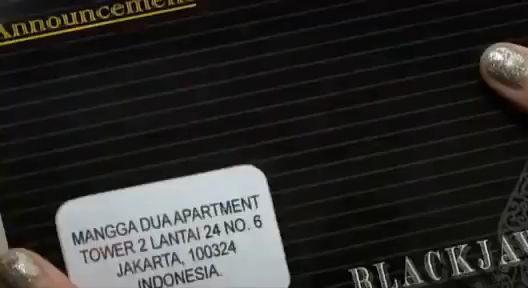 Announcement
MANGGA DUA APARTMENT
TOWER 2 LANTAI 24 NO. 6
JAKARTA, 100324
INDONESIA.
BLACKJA